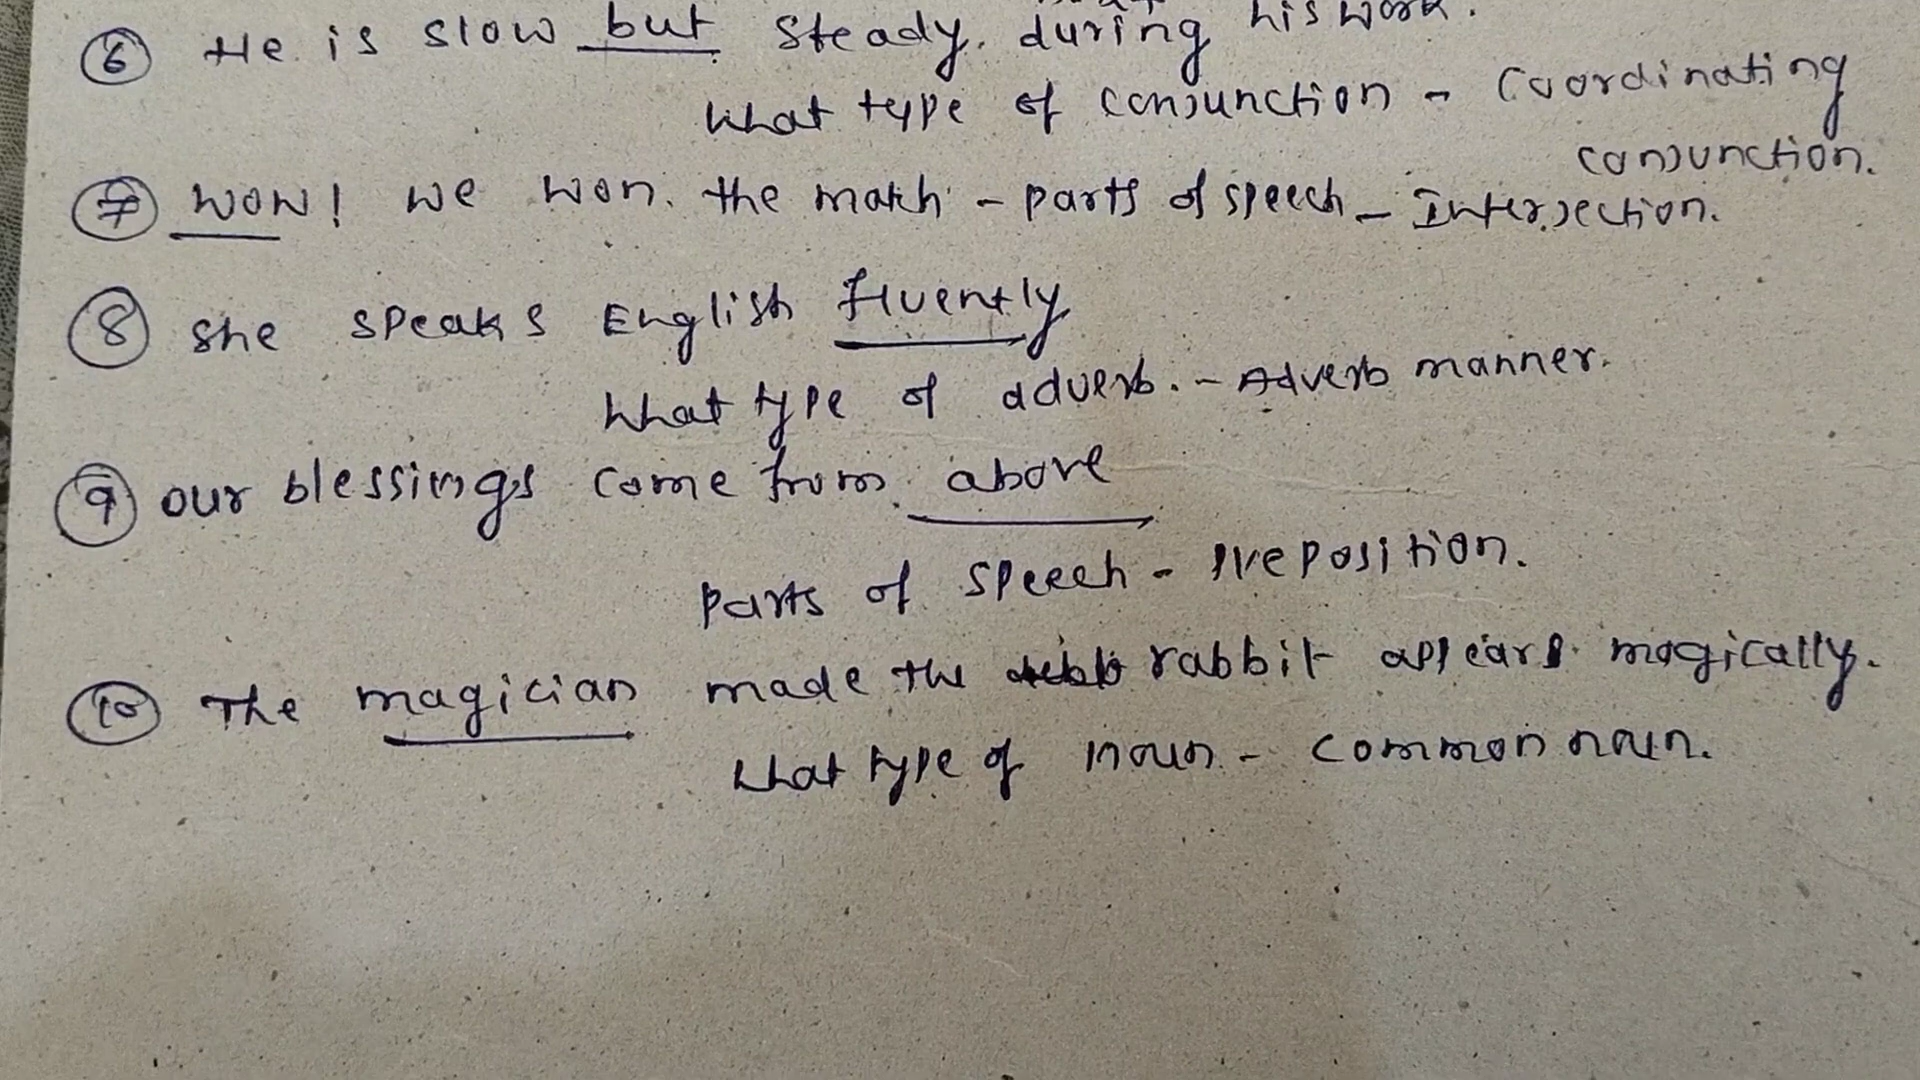 ⑥ He is slow but steady. during his work.
What type of conjunction - Coordinating
conjunction.
⑦ Wow! We won. the match - parts of speech - Interjection.
⑧ She speaks English fluently
What type of adverb. - Adverb manner.
⑨ our blessings come from above
parts of speech - Preposition.
⑩ The magician made the rabbit appears magically.
What type of noun - common noun.